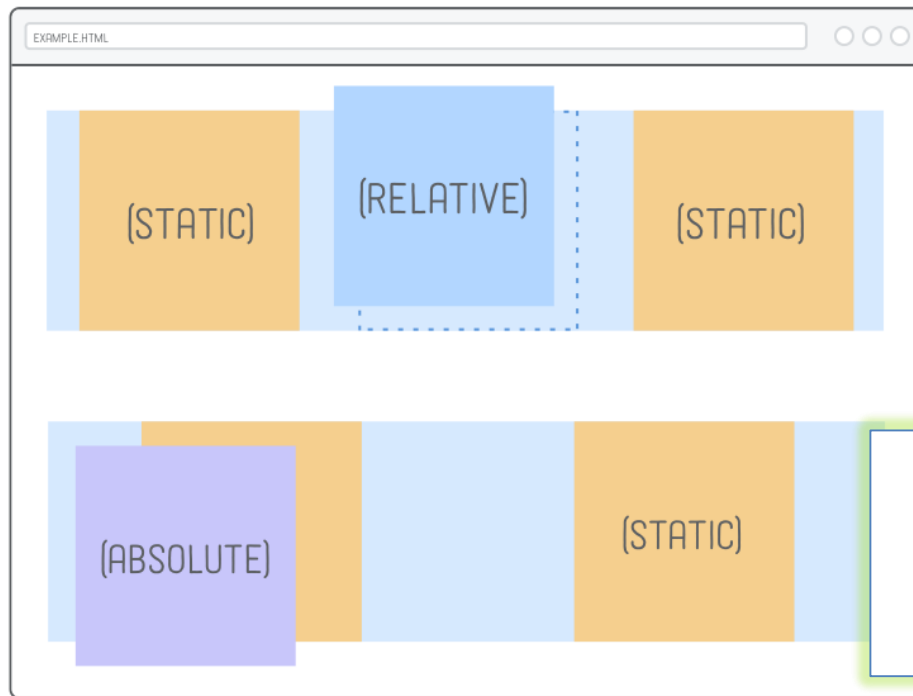 EXAMPLE.HTML
(RELATIVE)
(STATIC)
(STATIC)
(STATIC)
(ABSOLUTE)